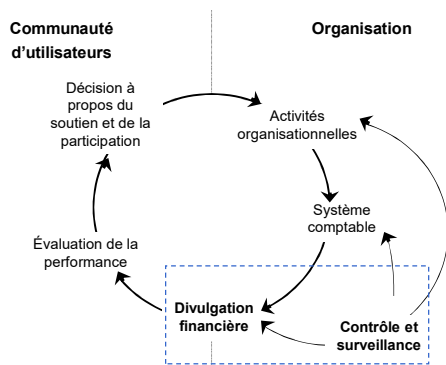 Communauté
d'utilisateurs
Organisation
Décision à
propos du
soutien et de la
participation
Activités
organisationnelles
Système
comptable
Évaluation de la
performance
Divulgation
financière
Contrôle et
surveillance